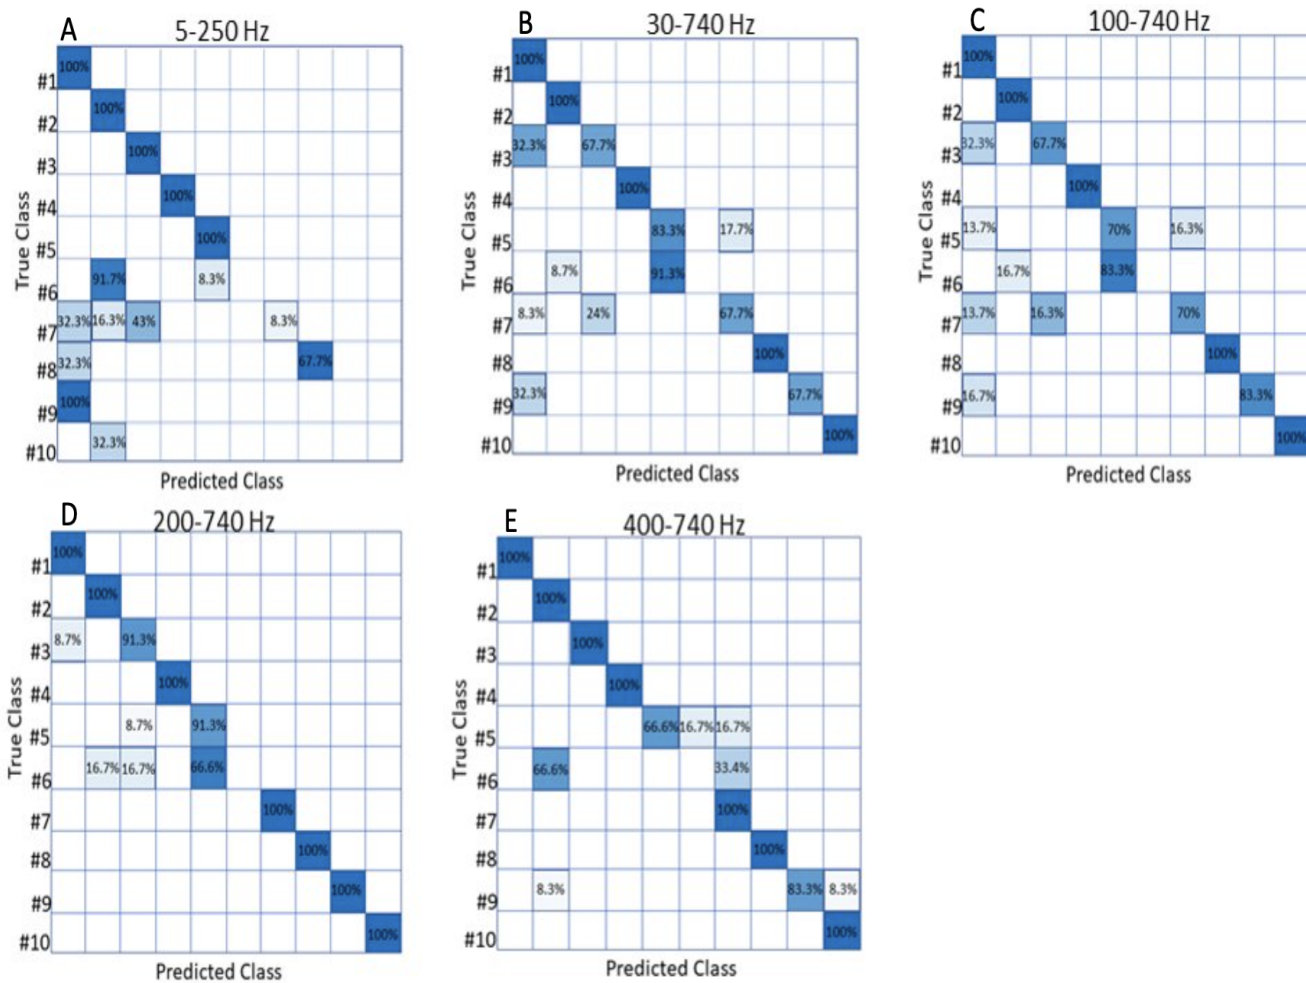 A
5-250 Hz
#1 100%
#2 100%
#3 100%
#4 100%
#5 100%
#6 91.7% 8.3%
#7 32.3% 16.3% 43% 8.3%
#8 32.3% 67.7%
#9 100%
#10 32.3%
True Class
Predicted Class
B
30-740 Hz
#1 100%
#2 100%
#3 32.3% 67.7%
#4 100%
#5 83.3% 17.7%
#6 8.7% 91.3%
#7 8.3% 24% 67.7%
#8 100%
#9 32.3% 67.7%
#10 100%
True Class
Predicted Class
C
100-740 Hz
#1 100%
#2 100%
#3 32.3% 67.7%
#4 100%
#5 13.7% 70% 16.3%
#6 16.7% 83.3%
#7 13.7% 16.3% 70%
#8 100%
#9 16.7% 83.3%
#10 100%
True Class
Predicted Class
D
200-740 Hz
#1 100%
#2 100%
#3 8.7% 91.3%
#4 100%
#5 8.7% 91.3%
#6 16.7% 16.7% 66.6%
#7 100%
#8 100%
#9 100%
#10 100%
True Class
Predicted Class
E
400-740 Hz
#1 100%
#2 100%
#3 100%
#4 100%
#5 66.6% 16.7% 16.7%
#6 66.6% 33.4%
#7 100%
#8 100%
#9 8.3% 83.3% 8.3%
#10 100%
True Class
Predicted Class